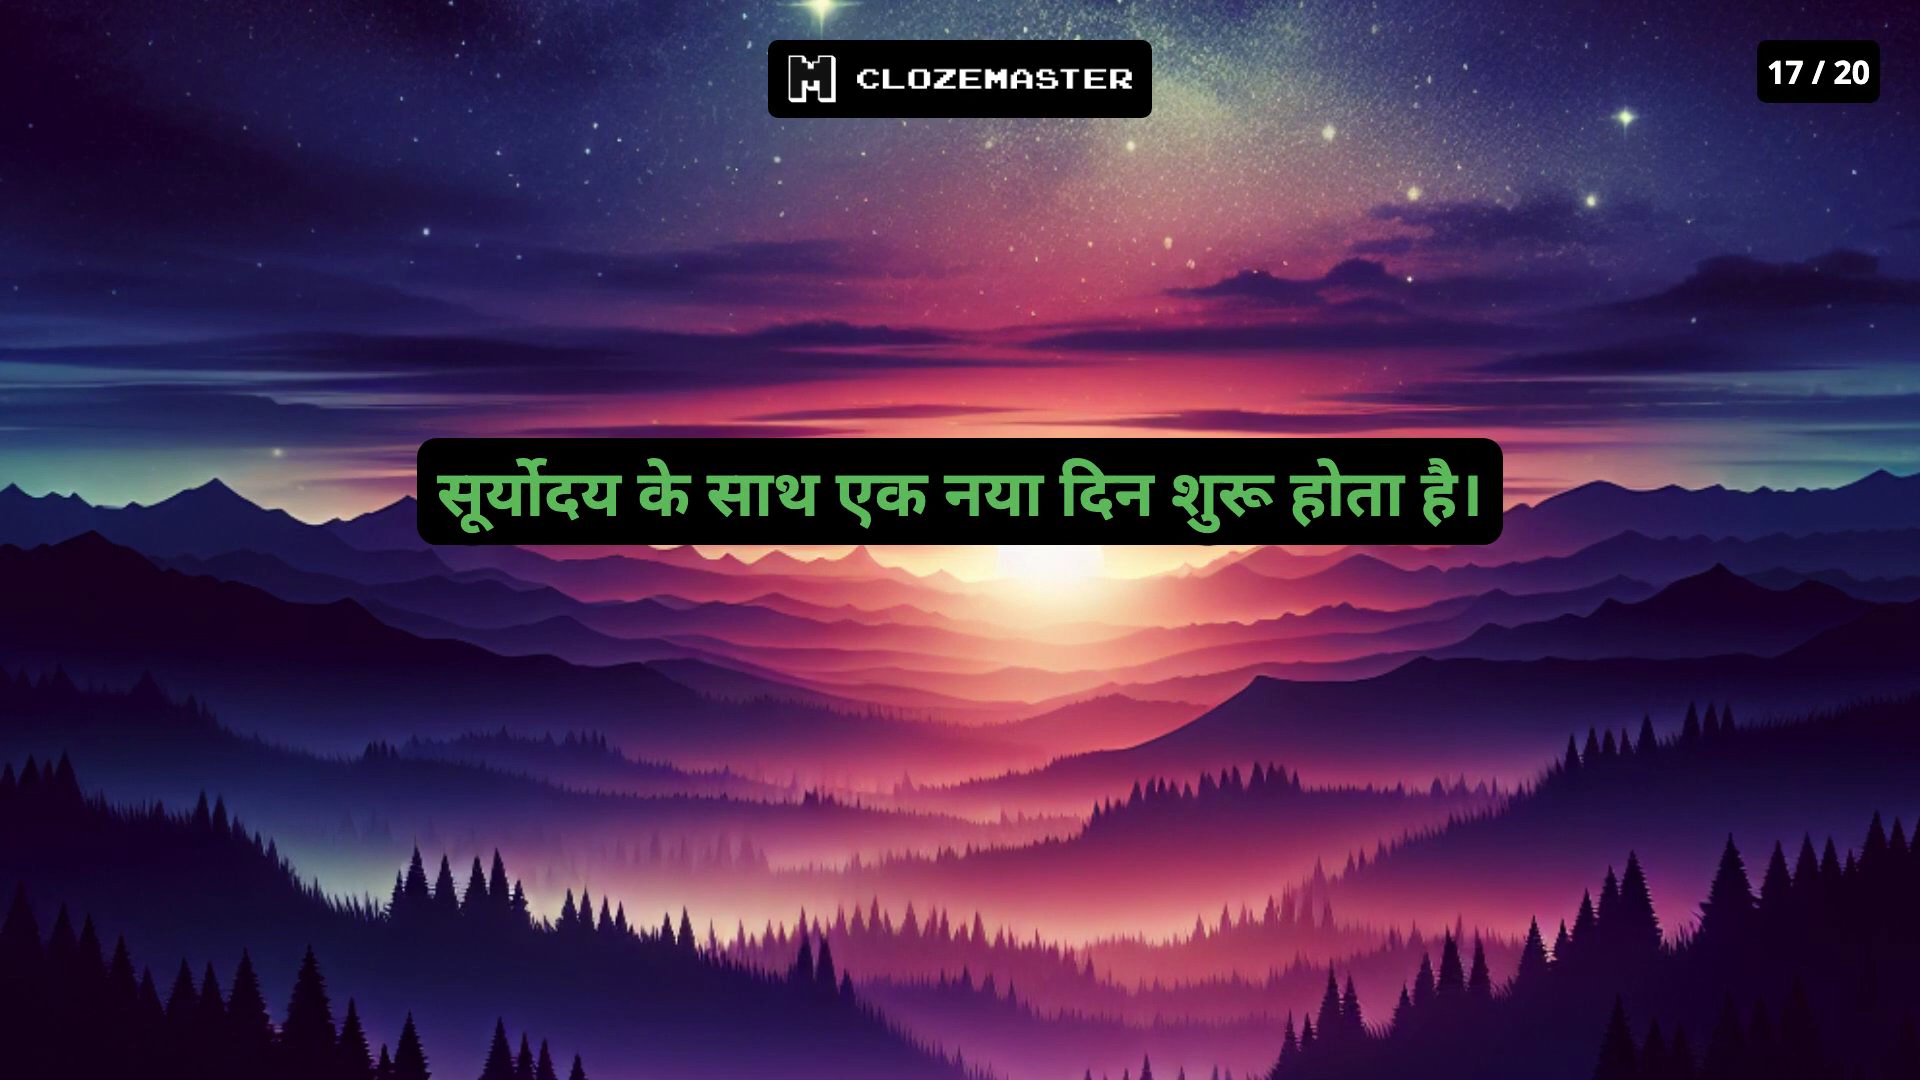 CLOZEMASTER
17 / 20
सूर्योदय के साथ एक नया दिन शुरू होता है।